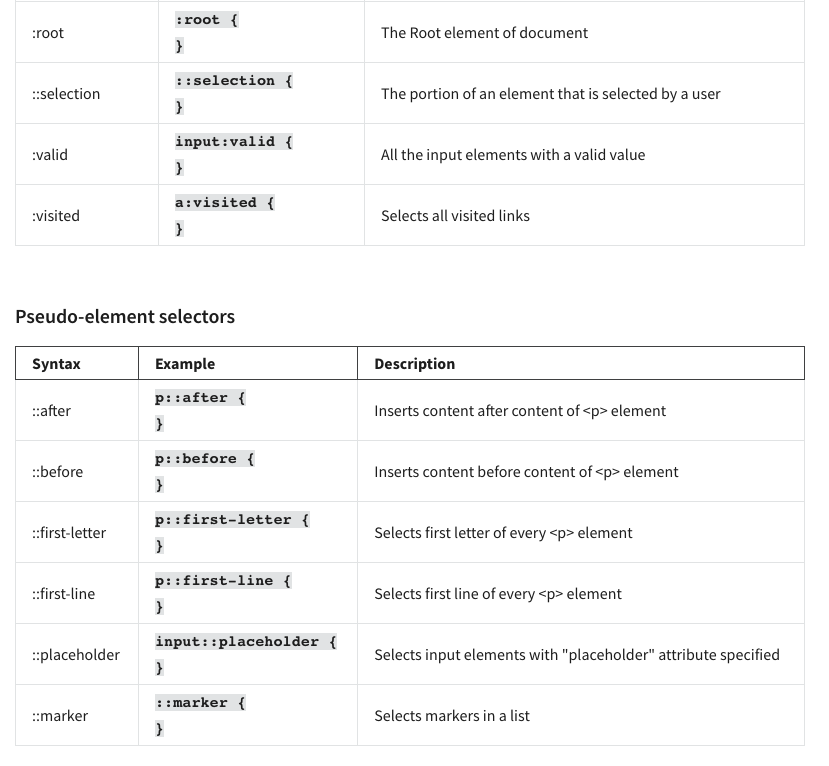 :root
:root {
}
The Root element of document
::selection
::selection {
}
The portion of an element that is selected by a user
:valid
input:valid {
}
All the input elements with a valid value
:visited
a:visited {
}
Selects all visited links
Pseudo-element selectors
Syntax Example Description
::after
p::after {
}
Inserts content after content of <p> element
::before
p::before {
}
Inserts content before content of <p> element
::first-letter
p::first-letter {
}
Selects first letter of every <p> element
::first-line
p::first-line {
}
Selects first line of every <p> element
::placeholder
input::placeholder {
}
Selects input elements with "placeholder" attribute specified
::marker
::marker {
}
Selects markers in a list